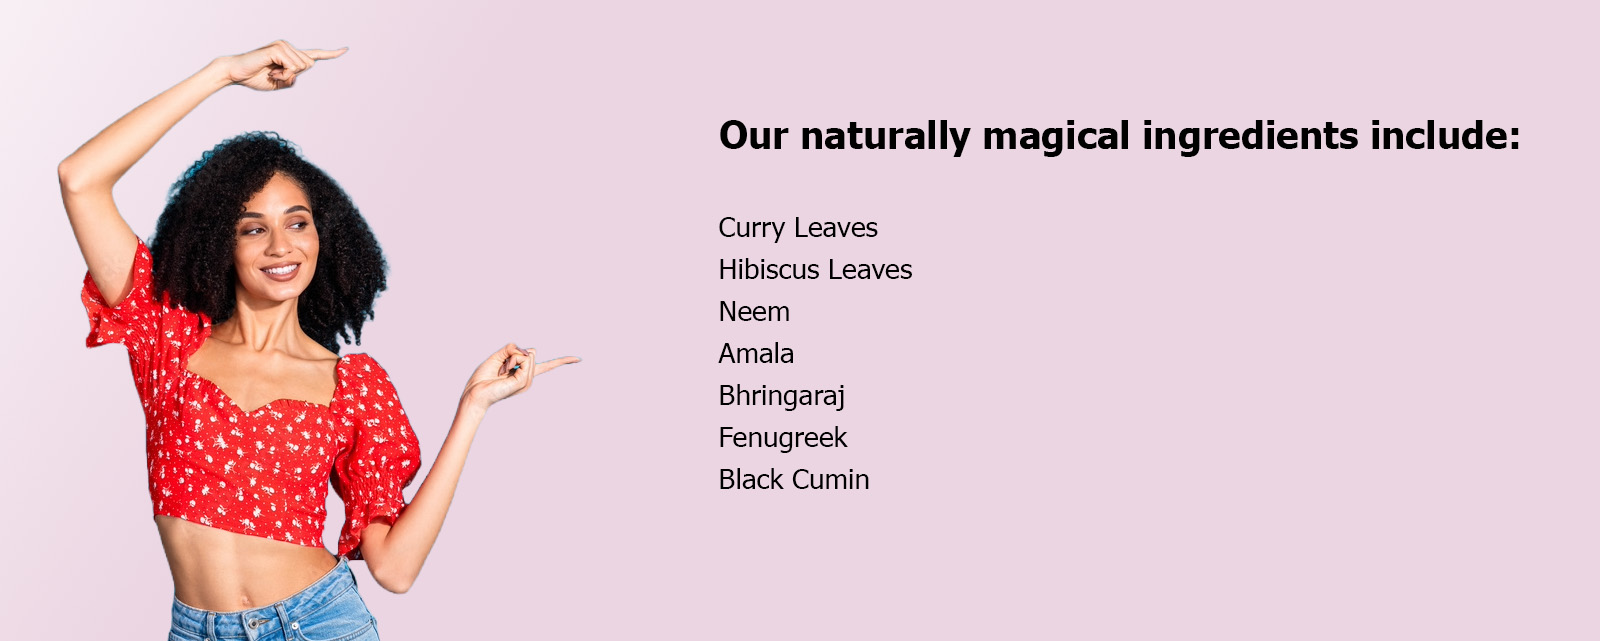 Our naturally magical ingredients include:
Curry Leaves
Hibiscus Leaves
Neem
Amala
Bhringaraj
Fenugreek
Black Cumin